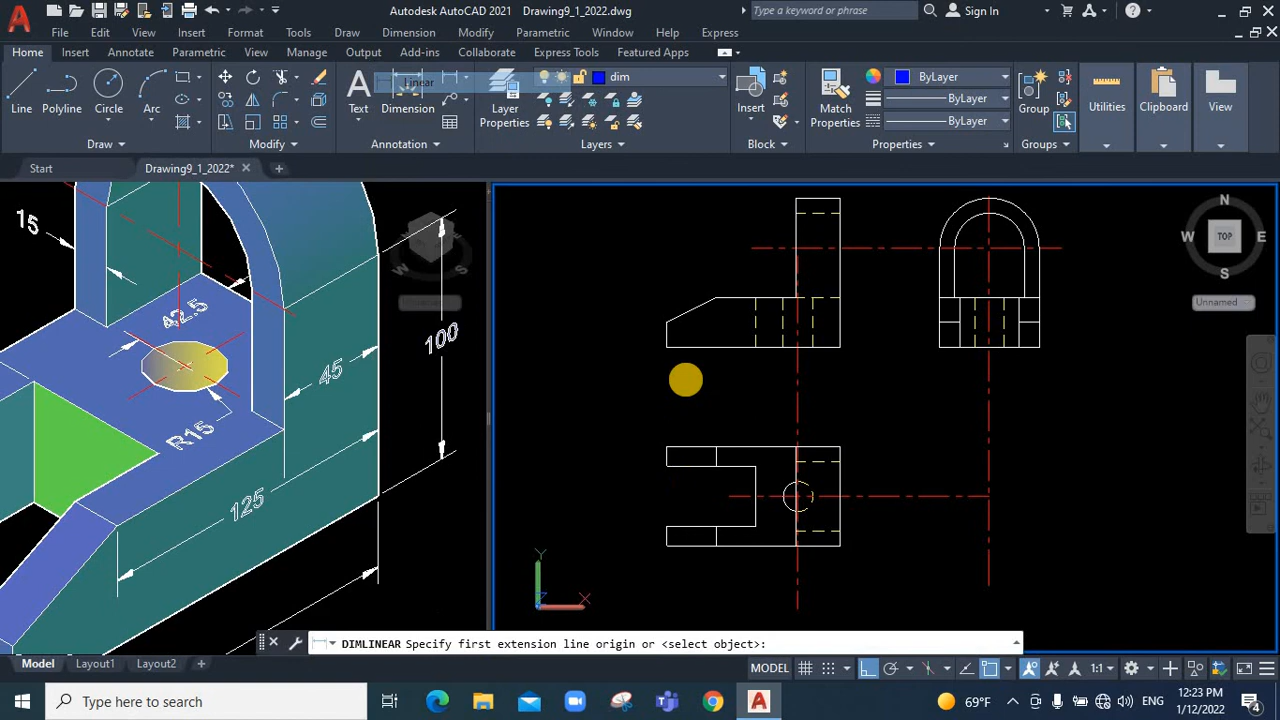 Autodesk AutoCAD 2021 Drawing9_1_2022.dwg
Type a keyword or phrase
Sign In
File Edit View Insert Format Tools Draw Dimension Modify Parametric Window Help Express
Home Insert Annotation Parametric View Manage Output Add-ins Collaborate Express Tools Featured Apps
Line Polyline Circle Arc
Text Dimension
Linear
Layer Properties
dim
Insert
Match Properties
ByLayer
ByLayer
ByLayer
Group
Utilities
Clipboard
View
Draw Modify Annotation Layers Block Properties Groups
Start Drawing9_1_2022*
15
42.5
R15
45
100
125
W S
N
W TOP E
S
Unnamed
Y
X
Z
DIMLINEAR Specify first extension line origin or <select object>:
Model Layout1 Layout2 +
MODEL
1:1
Type here to search
69°F
ENG
12:23 PM
1/12/2022
4